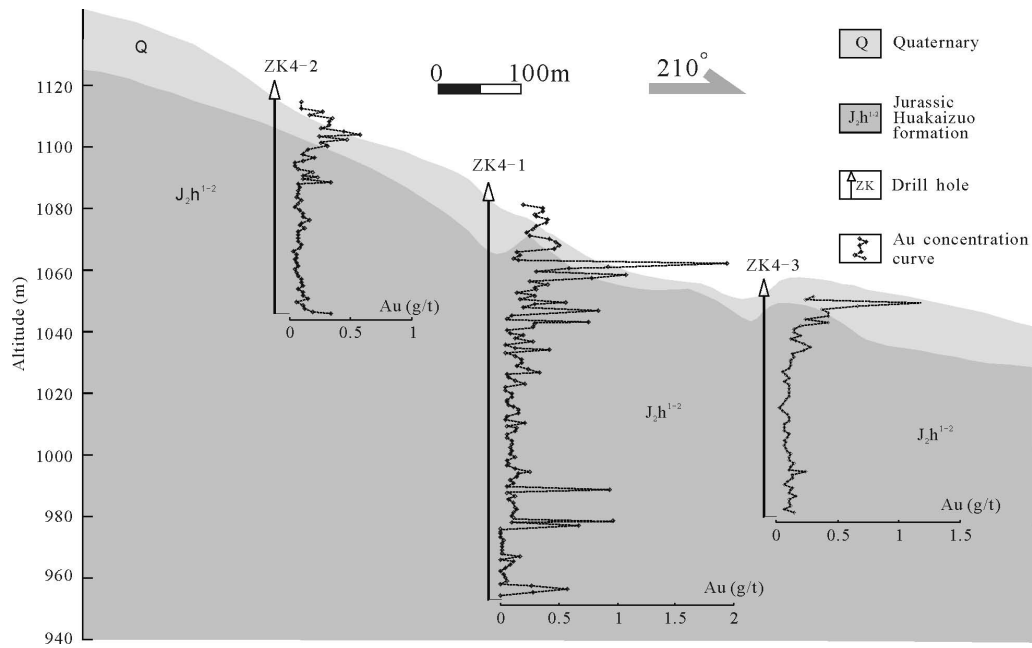 Q
Q
Quaternary
ZK4-2
0
100m
210°
1120
J₂h¹⁻²
Jurassic
Huakaizuo
formation
1100
ZK4-1
J₂h¹⁻²
ZK
Drill hole
1080
Au concentration
curve
1060
ZK4-3
Altitude (m)
Au (g/t)
1040
0
0.5
1
1020
J₂h¹⁻²
J₂h¹⁻²
1000
980
Au (g/t)
0
0.5
1
1.5
960
Au (g/t)
0
0.5
1
1.5
2
940